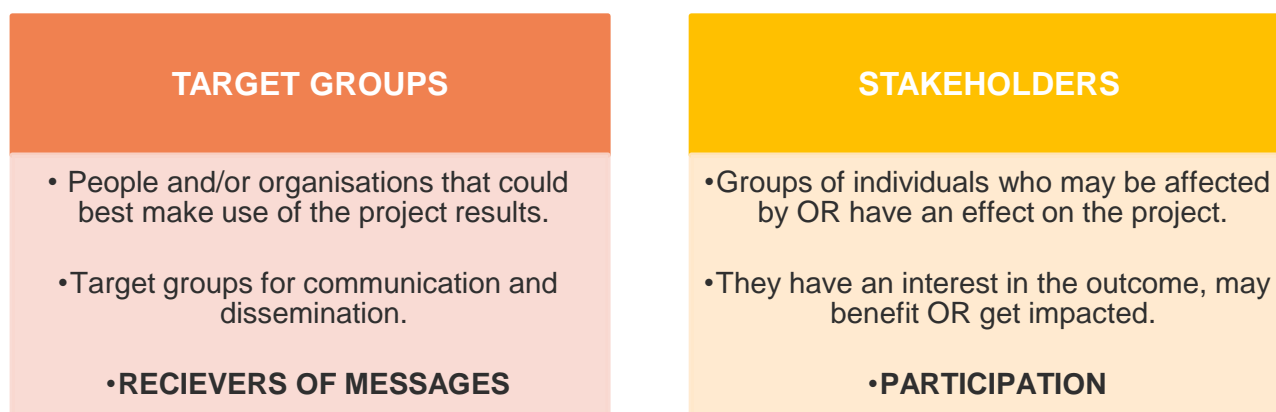 TARGET GROUPS
• People and/or organisations that could
best make use of the project results.
•Target groups for communication and
dissemination.
•RECIEVERS OF MESSAGES
STAKEHOLDERS
•Groups of individuals who may be affected
by OR have an effect on the project.
•They have an interest in the outcome, may
benefit OR get impacted.
•PARTICIPATION